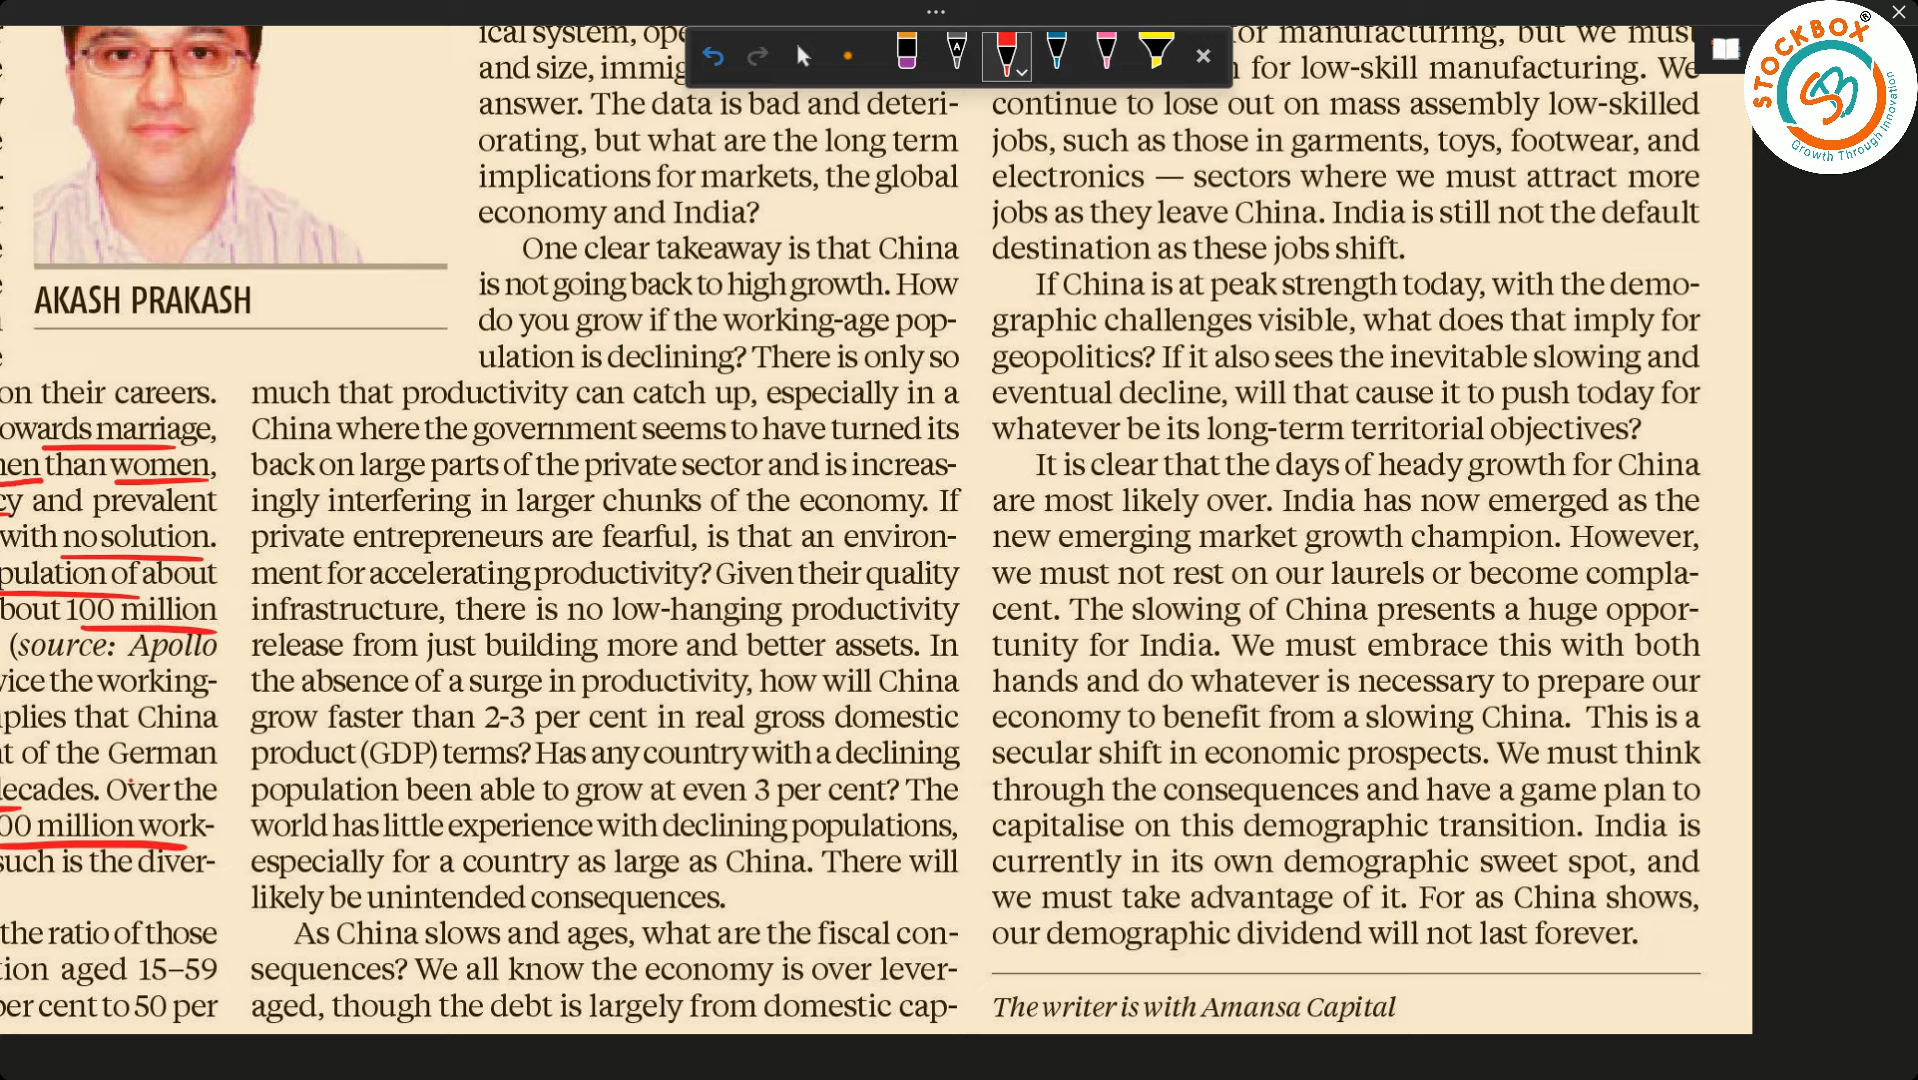 STOCKBOX
®
Growth Through Innovation
AKASH PRAKASH
on their careers.
owards marriage,
than women,
cy and prevalent
with no solution.
pulation of about
bout 100 million
(source: Apollo
vice the working-
plies that China
of the German
decades. Over the
00 million work-
such is the diver-
the ratio of those
tion aged 15–59
per cent to 50 per
ical system,
and size,
answer. The data is bad and deteri-
orating, but what are the long term
implications for markets, the global
economy and India?
One clear takeaway is that China
is not going back to high growth. How
do you grow if the working-age pop-
ulation is declining? There is only so
much that productivity can catch up, especially in a
China where the government seems to have turned its
back on large parts of the private sector and is increas-
ingly interfering in larger chunks of the economy. If
private entrepreneurs are fearful, is that an environ-
ment for accelerating productivity? Given their quality
infrastructure, there is no low-hanging productivity
release from just building more and better assets. In
the absence of a surge in productivity, how will China
grow faster than 2-3 per cent in real gross domestic
product (GDP) terms? Has any country with a declining
population been able to grow at even 3 per cent? The
world has little experience with declining populations,
especially for a country as large as China. There will
likely be unintended consequences.
As China slows and ages, what are the fiscal con-
sequences? We all know the economy is over lever-
aged, though the debt is largely from domestic cap-
for manufacturing, but we must
for low-skill manufacturing. We
continue to lose out on mass assembly low-skilled
jobs, such as those in garments, toys, footwear, and
electronics — sectors where we must attract more
jobs as they leave China. India is still not the default
destination as these jobs shift.
If China is at peak strength today, with the demo-
graphic challenges visible, what does that imply for
geopolitics? If it also sees the inevitable slowing and
eventual decline, will that cause it to push today for
whatever be its long-term territorial objectives?
It is clear that the days of heady growth for China
are most likely over. India has now emerged as the
new emerging market growth champion. However,
we must not rest on our laurels or become compla-
cent. The slowing of China presents a huge oppor-
tunity for India. We must embrace this with both
hands and do whatever is necessary to prepare our
economy to benefit from a slowing China. This is a
secular shift in economic prospects. We must think
through the consequences and have a game plan to
capitalise on this demographic transition. India is
currently in its own demographic sweet spot, and
we must take advantage of it. For as China shows,
our demographic dividend will not last forever.
The writer is with Amansa Capital